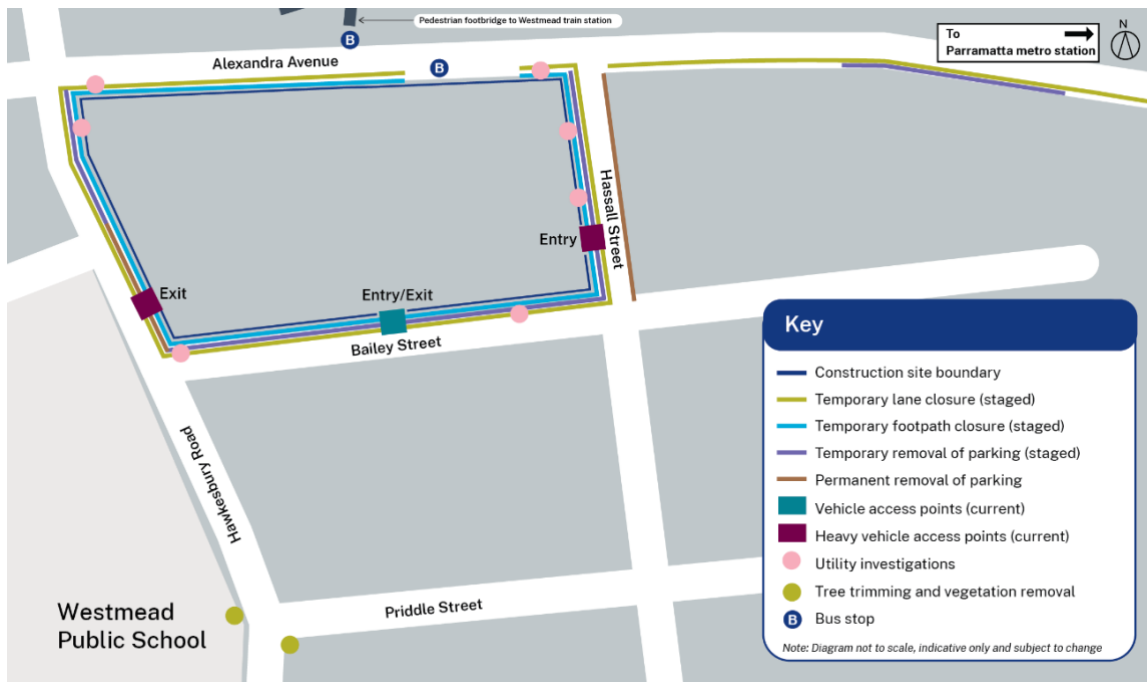 Pedestrian footbridge to Westmead train station
B
To
Parramatta metro station
N
Alexandra Avenue
B
Hassall Street
Entry
Exit
Entry/Exit
Bailey Street
Hawkesbury Road
Westmead
Public School
Priddle Street
Key
Construction site boundary
Temporary lane closure (staged)
Temporary footpath closure (staged)
Temporary removal of parking (staged)
Permanent removal of parking
Vehicle access points (current)
Heavy vehicle access points (current)
Utility investigations
Tree trimming and vegetation removal
B Bus stop
Note: Diagram not to scale, indicative only and subject to change